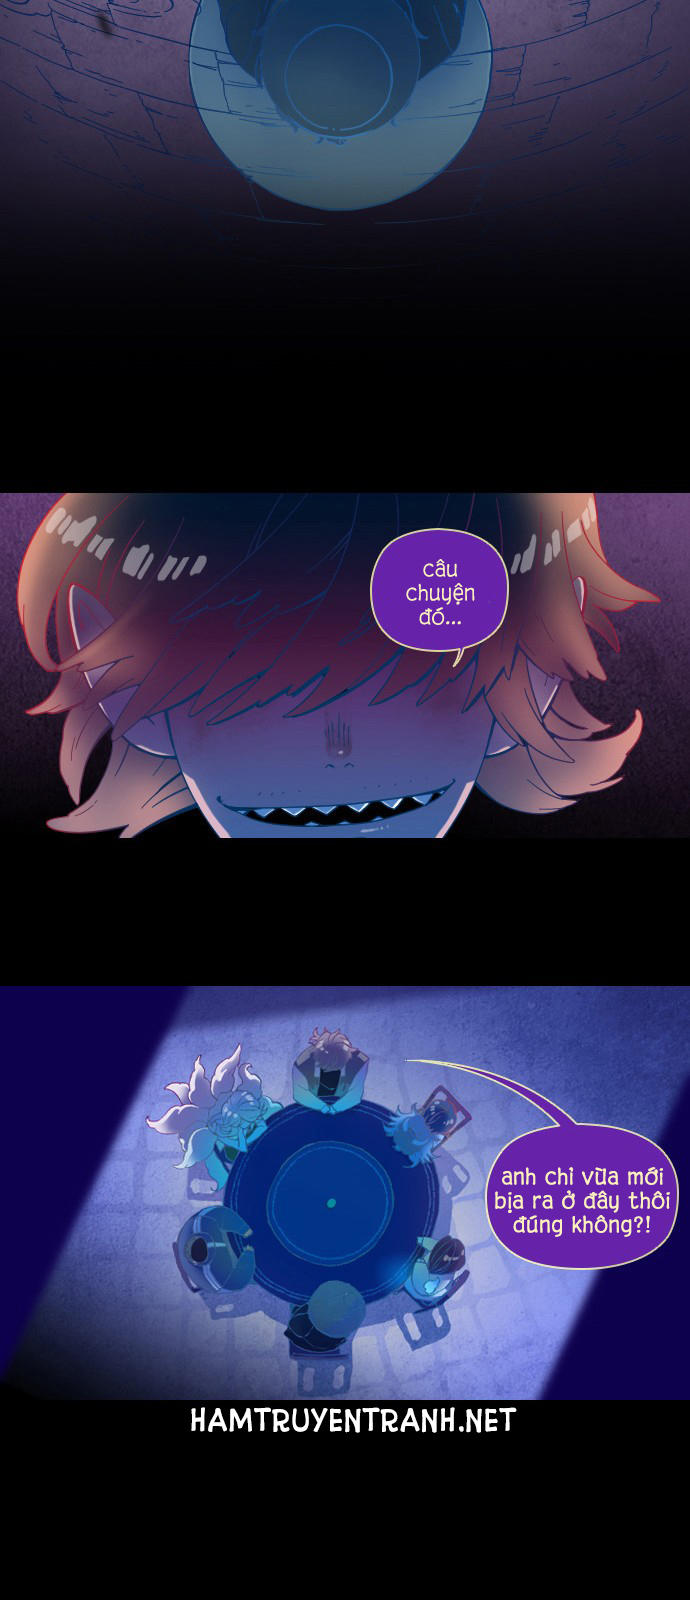 câu
chuyện
đó...
anh chỉ vừa mới
bịa ra ở đây thôi
đúng không?!
HAMTRUYENTRANH.NET